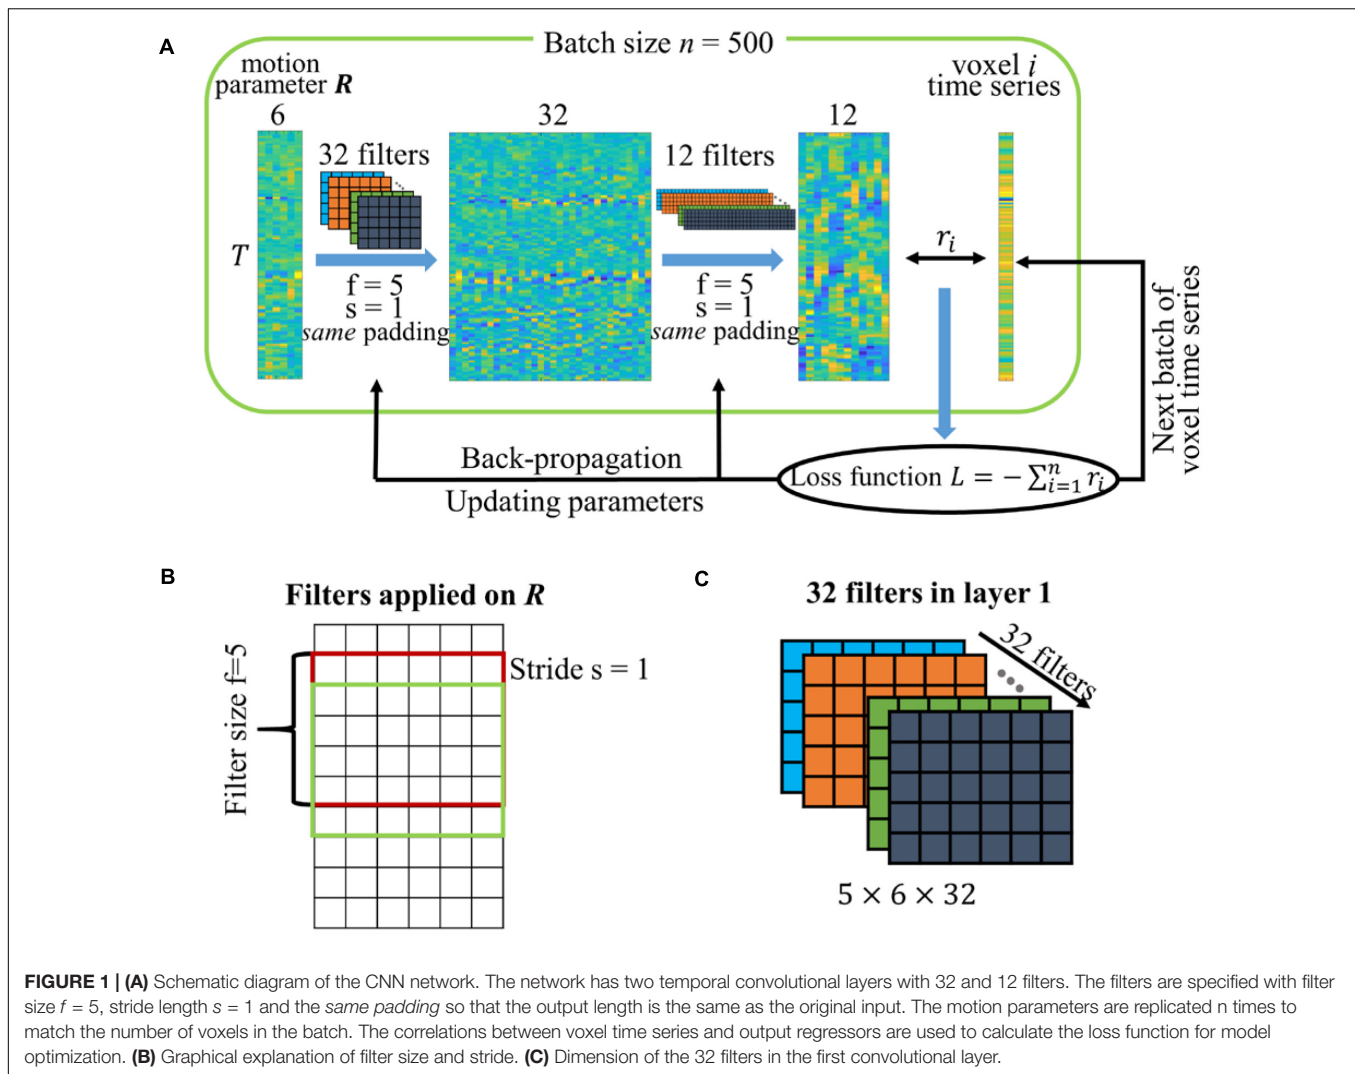 A
Batch size n = 500
motion
parameter R
voxel i
time series
6
32
12
32 filters
12 filters
T
r_i
f = 5
s = 1
same padding
f = 5
s = 1
same padding
Next batch of
voxel time series
Back-propagation
Updating parameters
Loss function L = − ∑_{i=1}^{n} r_i
B
Filters applied on R
Filter size f=5
Stride s = 1
C
32 filters in layer 1
32 filters
5 × 6 × 32
FIGURE 1 | (A) Schematic diagram of the CNN network. The network has two temporal convolutional layers with 32 and 12 filters. The filters are specified with filter
size f = 5, stride length s = 1 and the same padding so that the output length is the same as the original input. The motion parameters are replicated n times to
match the number of voxels in the batch. The correlations between voxel time series and output regressors are used to calculate the loss function for model
optimization. (B) Graphical explanation of filter size and stride. (C) Dimension of the 32 filters in the first convolutional layer.